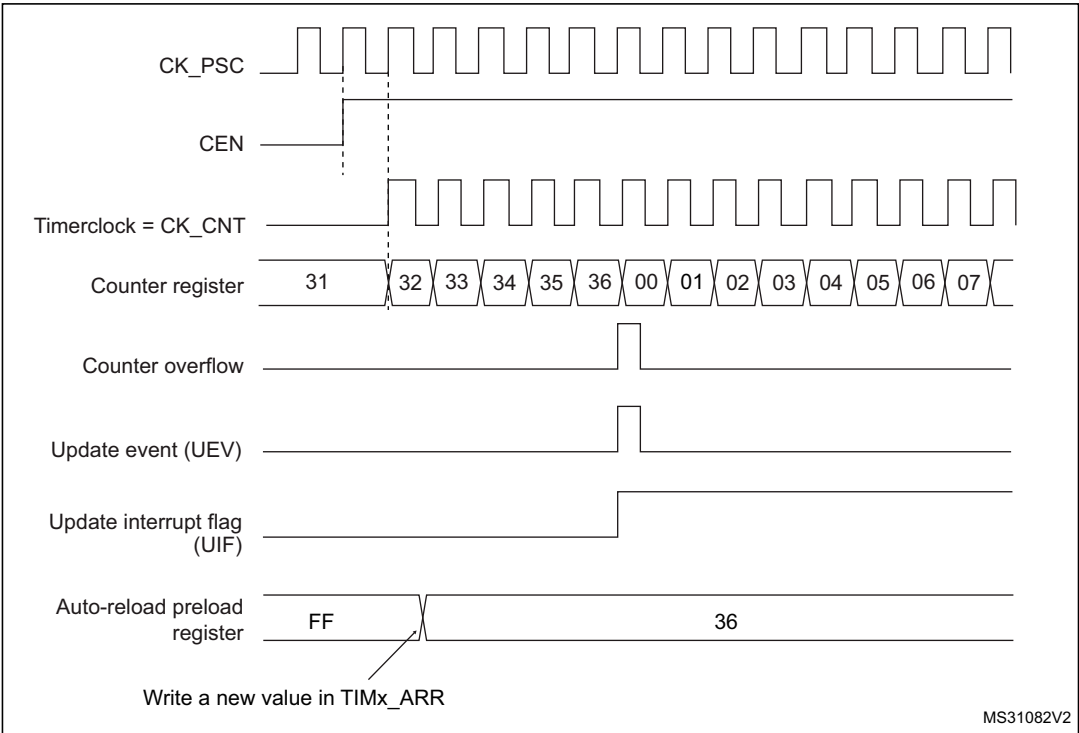 CK_PSC
CEN
Timerclock = CK_CNT
Counter register 31 32 33 34 35 36 00 01 02 03 04 05 06 07
Counter overflow
Update event (UEV)
Update interrupt flag
(UIF)
Auto-reload preload
register FF 36
Write a new value in TIMx_ARR
MS31082V2